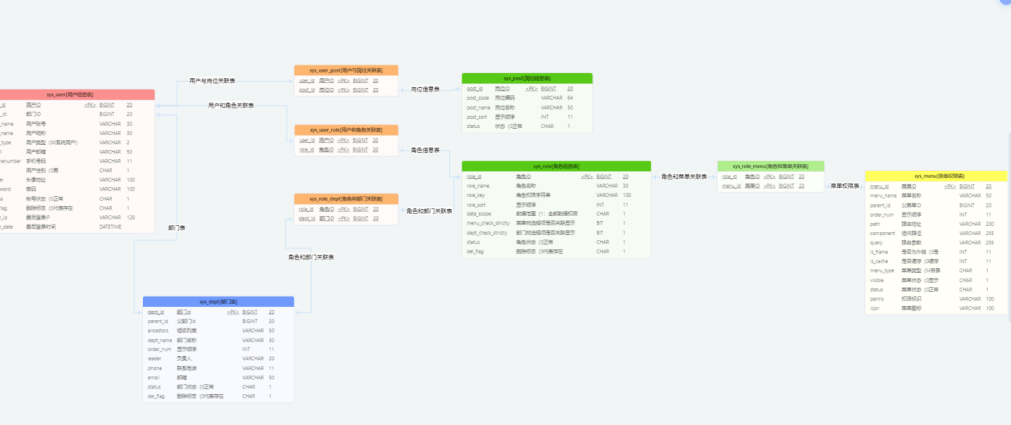 sys_user(用户信息表)
用户ID <PK> BIGINT 20
部门ID BIGINT 20
用户账号 VARCHAR 30
用户昵称 VARCHAR 30
用户类型 VARCHAR 2
用户邮箱 VARCHAR 50
手机号码 VARCHAR 11
用户性别 CHAR 1
头像地址 VARCHAR 100
密码 VARCHAR 100
帐号状态 (0正常 CHAR 1
删除标志 (0代表存在 CHAR 1
最后登录IP VARCHAR 128
最后登录时间 DATETIME
用户与岗位关联表
用户和角色关联表
部门表
sys_user_post(用户与岗位关联表)
user_id 用户ID <PK> BIGINT 20
post_id 岗位ID <PK> BIGINT 20
岗位信息表
sys_post(岗位信息表)
post_id 岗位ID <PK> BIGINT 20
post_code 岗位编码 VARCHAR 64
post_name 岗位名称 VARCHAR 50
post_sort 显示顺序 INT 11
status 状态 (0正常 CHAR 1
sys_user_role(用户和角色关联表)
user_id 用户ID <PK> BIGINT 20
role_id 角色ID <PK> BIGINT 20
角色信息表
sys_role_dept(角色和部门关联表)
role_id 角色ID <PK> BIGINT 20
dept_id 部门ID <PK> BIGINT 20
角色和部门关联表
角色和部门关联表
sys_role(角色信息表)
role_id 角色ID <PK> BIGINT 20
role_name 角色名称 VARCHAR 30
role_key 角色权限字符串 VARCHAR 100
role_sort 显示顺序 INT 11
data_scope 数据范围 (1: 全部数据权限 CHAR 1
menu_check_strictly 菜单树选择项是否关联显示 BIT 1
dept_check_strictly 部门树选择项是否关联显示 BIT 1
status 角色状态 (0正常 CHAR 1
del_flag 删除标志 (0代表存在 CHAR 1
角色和菜单关联表
sys_role_menu(角色和菜单关联表)
role_id 角色ID <PK> BIGINT 20
menu_id 菜单ID <PK> BIGINT 20
菜单权限表
sys_menu(菜单权限表)
menu_id 菜单ID <PK> BIGINT 20
menu_name 菜单名称 VARCHAR 50
parent_id 父菜单ID BIGINT 20
order_num 显示顺序 INT 11
path 路由地址 VARCHAR 200
component 组件路径 VARCHAR 255
query 路由参数 VARCHAR 255
is_frame 是否为外链 (0是 INT 11
is_cache 是否缓存 (0缓存 INT 11
menu_type 菜单类型 (M目录 CHAR 1
visible 菜单状态 (0显示 CHAR 1
status 菜单状态 (0正常 CHAR 1
perms 权限标识 VARCHAR 100
icon 菜单图标 VARCHAR 100
sys_dept(部门表)
dept_id 部门id <PK> BIGINT 20
parent_id 父部门id BIGINT 20
ancestors 祖级列表 VARCHAR 50
dept_name 部门名称 VARCHAR 30
order_num 显示顺序 INT 11
leader 负责人 VARCHAR 20
phone 联系电话 VARCHAR 11
email 邮箱 VARCHAR 50
status 部门状态 (0正常 CHAR 1
del_flag 删除标志 (0代表存在 CHAR 1